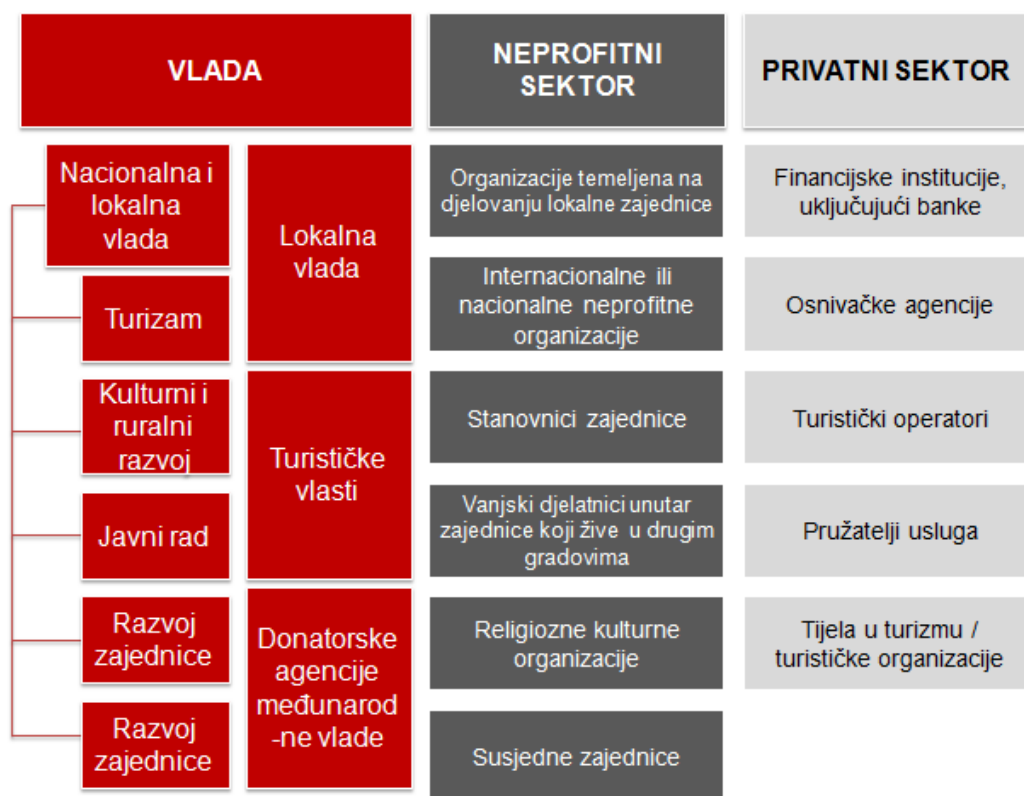 VLADA
NEPROFITNI
SEKTOR
PRIVATNI SEKTOR
Nacionalna i
lokalna
vlada
Turizam
Kulturni i
ruralni
razvoj
Javni rad
Razvoj
zajednice
Razvoj
zajednice
Lokalna
vlada
Turističke
vlasti
Donatorske
agencije
međunarod
-ne vlade
Organizacije temeljena na
djelovanju lokalne zajednice
Internacionalne ili
nacionalne neprofitne
organizacije
Stanovnici zajednice
Vanjski djelatnici unutar
zajednice koji žive u drugim
gradovima
Religiozne kulturne
organizacije
Susjedne zajednice
Financijske institucije,
uključujući banke
Osnivačke agencije
Turistički operatori
Pružatelji usluga
Tijela u turizmu /
turističke organizacije